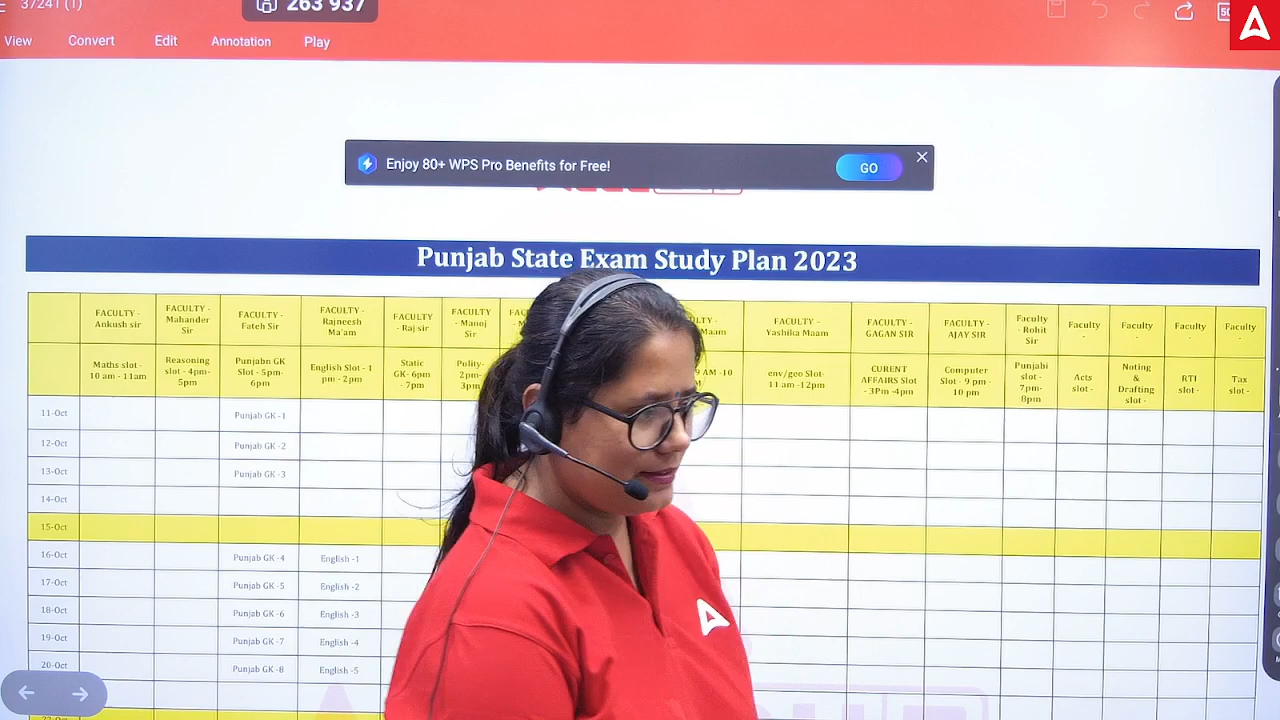 37241 (1)
263 937
View Convert Edit Annotation Play
Enjoy 80+ WPS Pro Benefits for Free!
GO
Punjab State Exam Study Plan 2023
FACULTY - Ankush sir
FACULTY - Mahander Sir
FACULTY - Fateh Sir
FACULTY - Rajneesh Ma'am
FACULTY - Raj sir
FACULTY - Manoj Sir
Maam
FACULTY - Yashika Maam
FACULTY - GAGAN SIR
FACULTY - AJAY SIR
Faculty - Rohit Sir
Faculty -
Faculty -
Faculty -
Faculty -
Maths slot - 10 am - 11am
Reasoning slot - 4pm- 5pm
Punjabn GK Slot - 5pm- 6pm
English Slot - 1 pm - 2pm
Static GK- 6pm - 7pm
Polity- 2pm- 3pm
9 AM -10
env/geo Slot- 11 am -12pm
CURENT AFFAIRS Slot - 3Pm -4pm
Computer Slot - 9 pm - 10 pm
Punjabi slot - 7pm- 8pm
Acts slot -
Noting & Drafting slot -
RTI slot -
Tax slot -
11-Oct Punjab GK -1
12-Oct Punjab GK -2
13-Oct Punjab GK -3
14-Oct
15-Oct
16-Oct Punjab GK -4 English -1
17-Oct Punjab GK -5 English -2
18-Oct Punjab GK -6 English -3
19-Oct Punjab GK -7 English -4
20-Oct Punjab GK -8 English -5